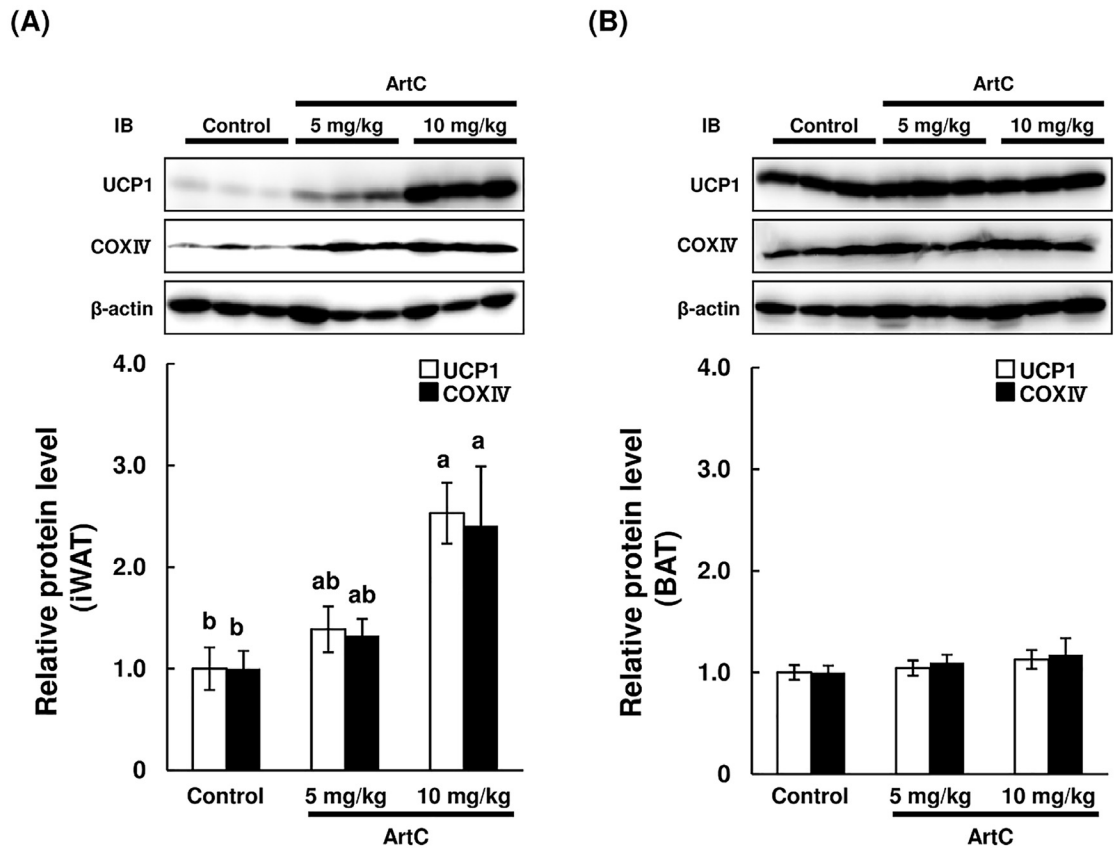 (A)
ArtC
IB Control 5 mg/kg 10 mg/kg
UCP1
COXⅣ
β-actin
4.0
3.0
2.0
1.0
0
Relative protein level
(iWAT)
UCP1
COXⅣ
b b ab ab a a
Control 5 mg/kg 10 mg/kg
ArtC
(B)
ArtC
IB Control 5 mg/kg 10 mg/kg
UCP1
COXⅣ
β-actin
4.0
3.0
2.0
1.0
0
Relative protein level
(BAT)
UCP1
COXⅣ
Control 5 mg/kg 10 mg/kg
ArtC